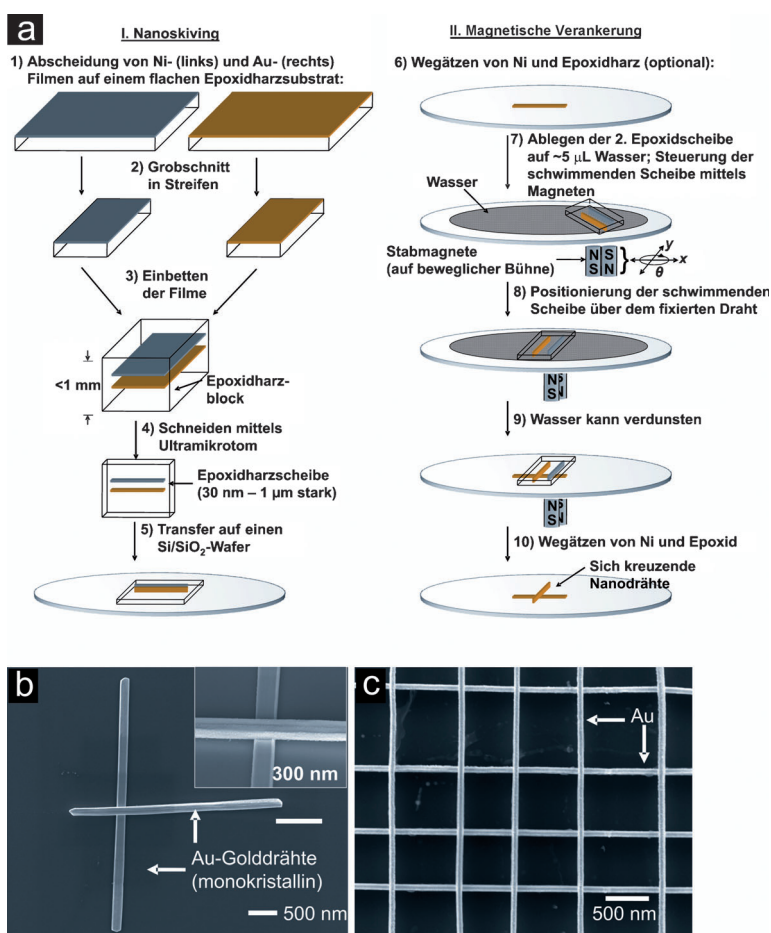 a
I. Nanoskiving
1) Abscheidung von Ni- (links) und Au- (rechts)
Filmen auf einem flachen Epoxidharzsubstrat:
2) Grobschnitt
in Streifen
3) Einbetten
der Filme
<1 mm
Epoxidharz-
block
4) Schneiden mittels
Ultramikrotom
Epoxidharzscheibe
(30 nm – 1 µm stark)
5) Transfer auf einen
Si/SiO₂-Wafer
II. Magnetische Verankerung
6) Wegätzen von Ni und Epoxidharz (optional):
7) Ablegen der 2. Epoxidscheibe
auf ~5 µL Wasser; Steuerung der
schwimmenden Scheibe mittels
Magneten
Wasser
Stabmagnete
(auf beweglicher Bühne)
N S
S N
y
x
θ
8) Positionierung der schwimmenden
Scheibe über dem fixierten Draht
N S
S N
9) Wasser kann verdunsten
N S
S N
10) Wegätzen von Ni und Epoxid
Sich kreuzende
Nanodrähte
b
300 nm
Au-Golddrähte
(monokristallin)
500 nm
c
Au
500 nm